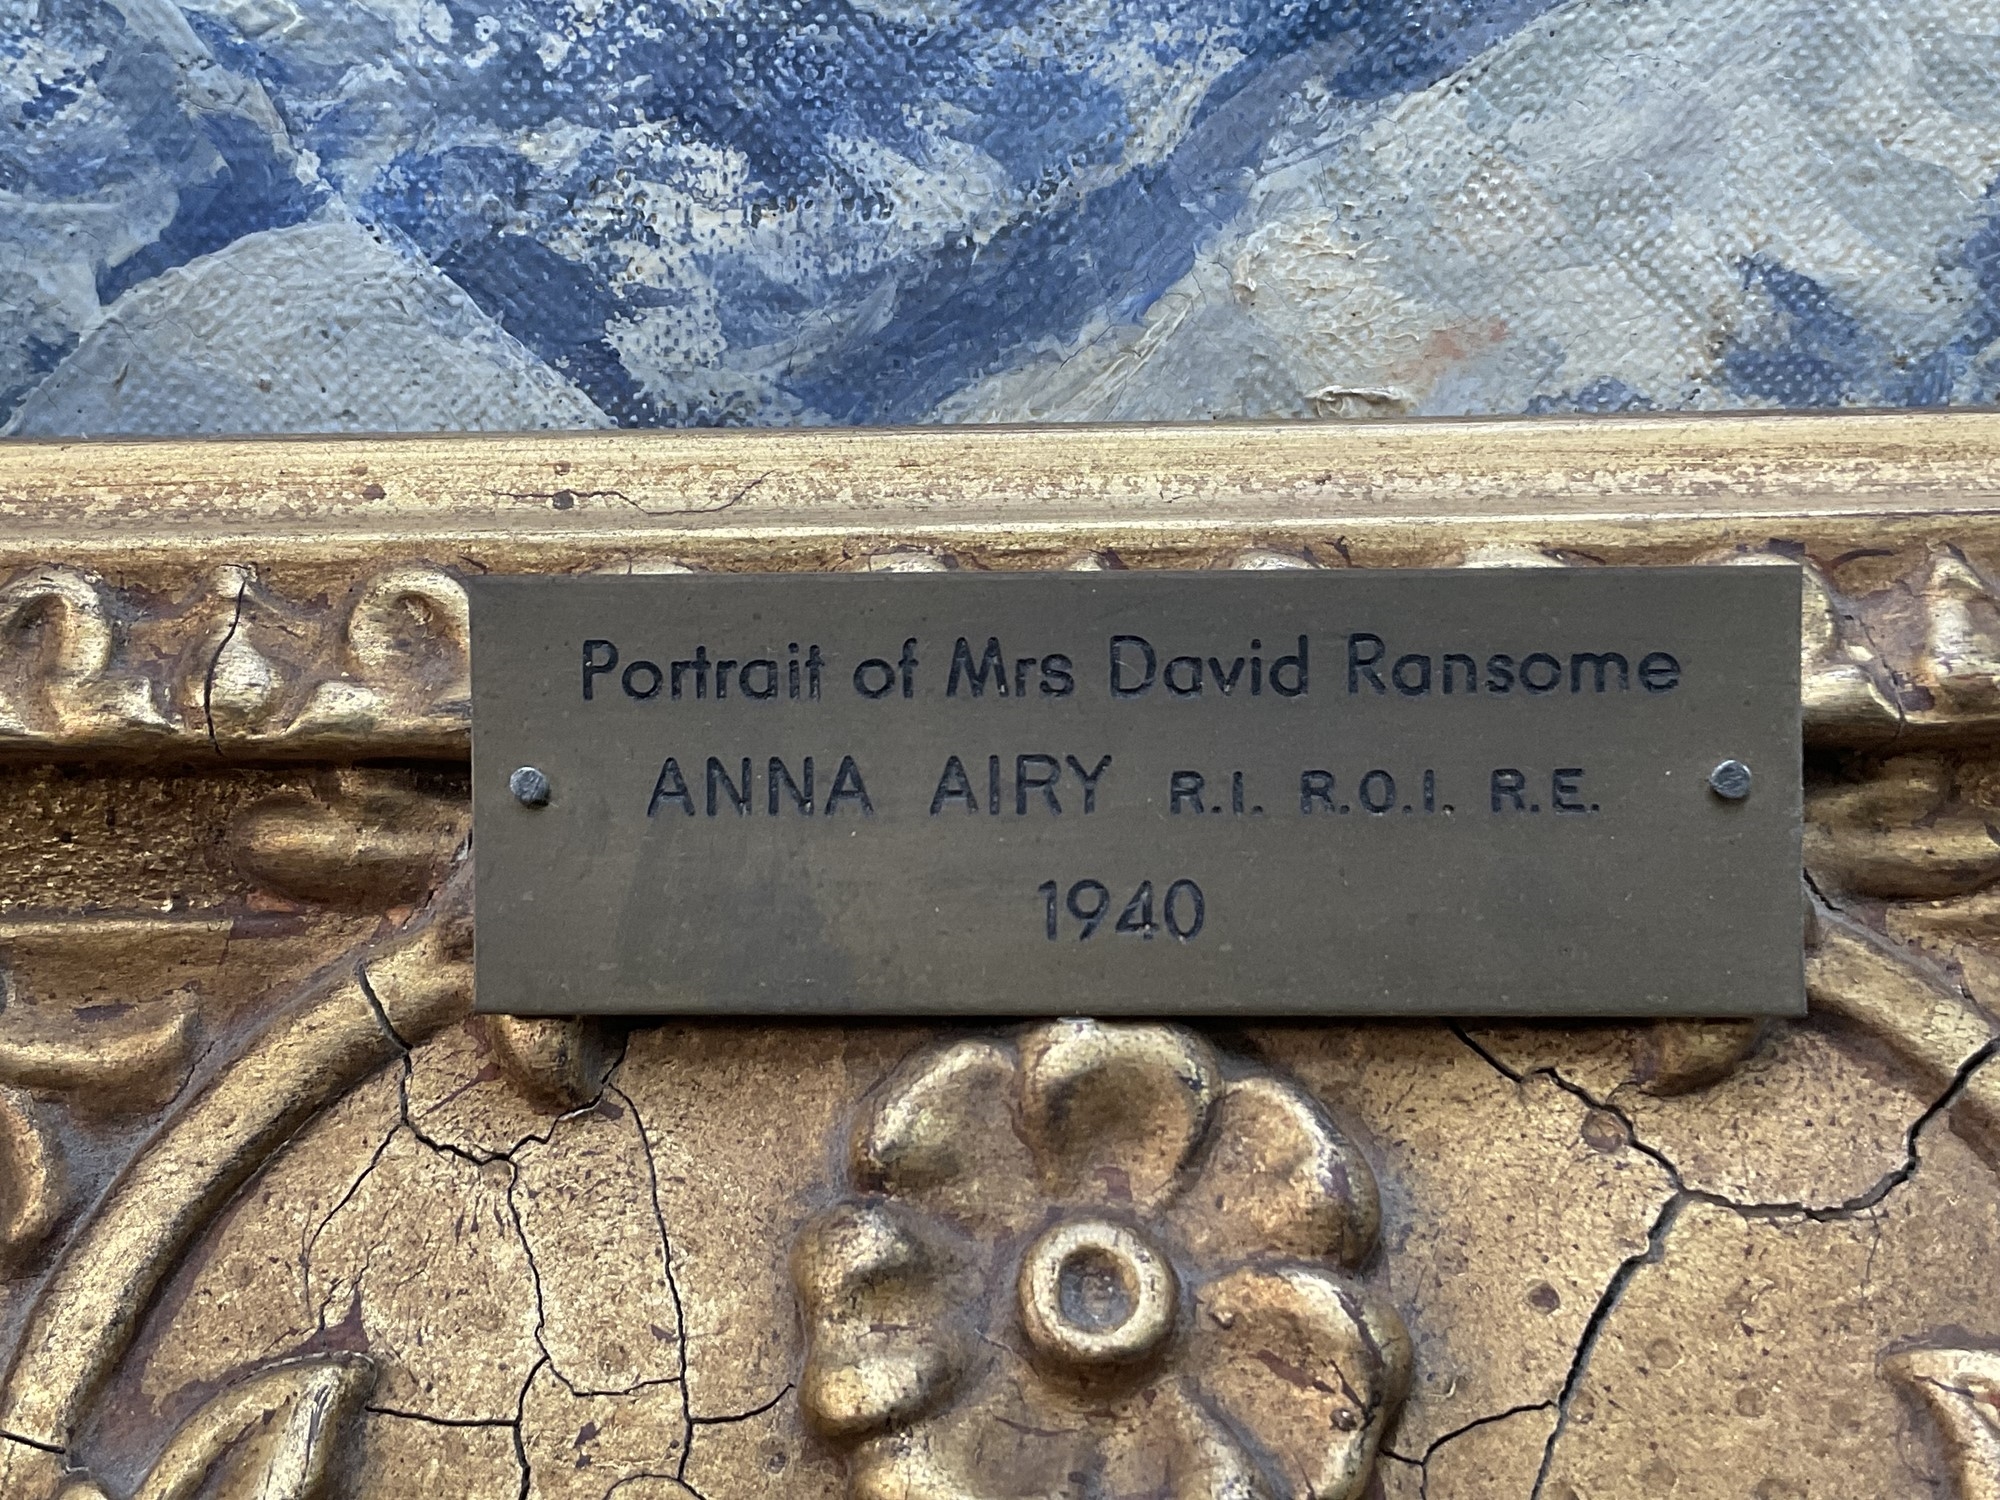 Portrait of Mrs David Ransome
ANNA AIRY R.I. R.O.I. R.E.
1940